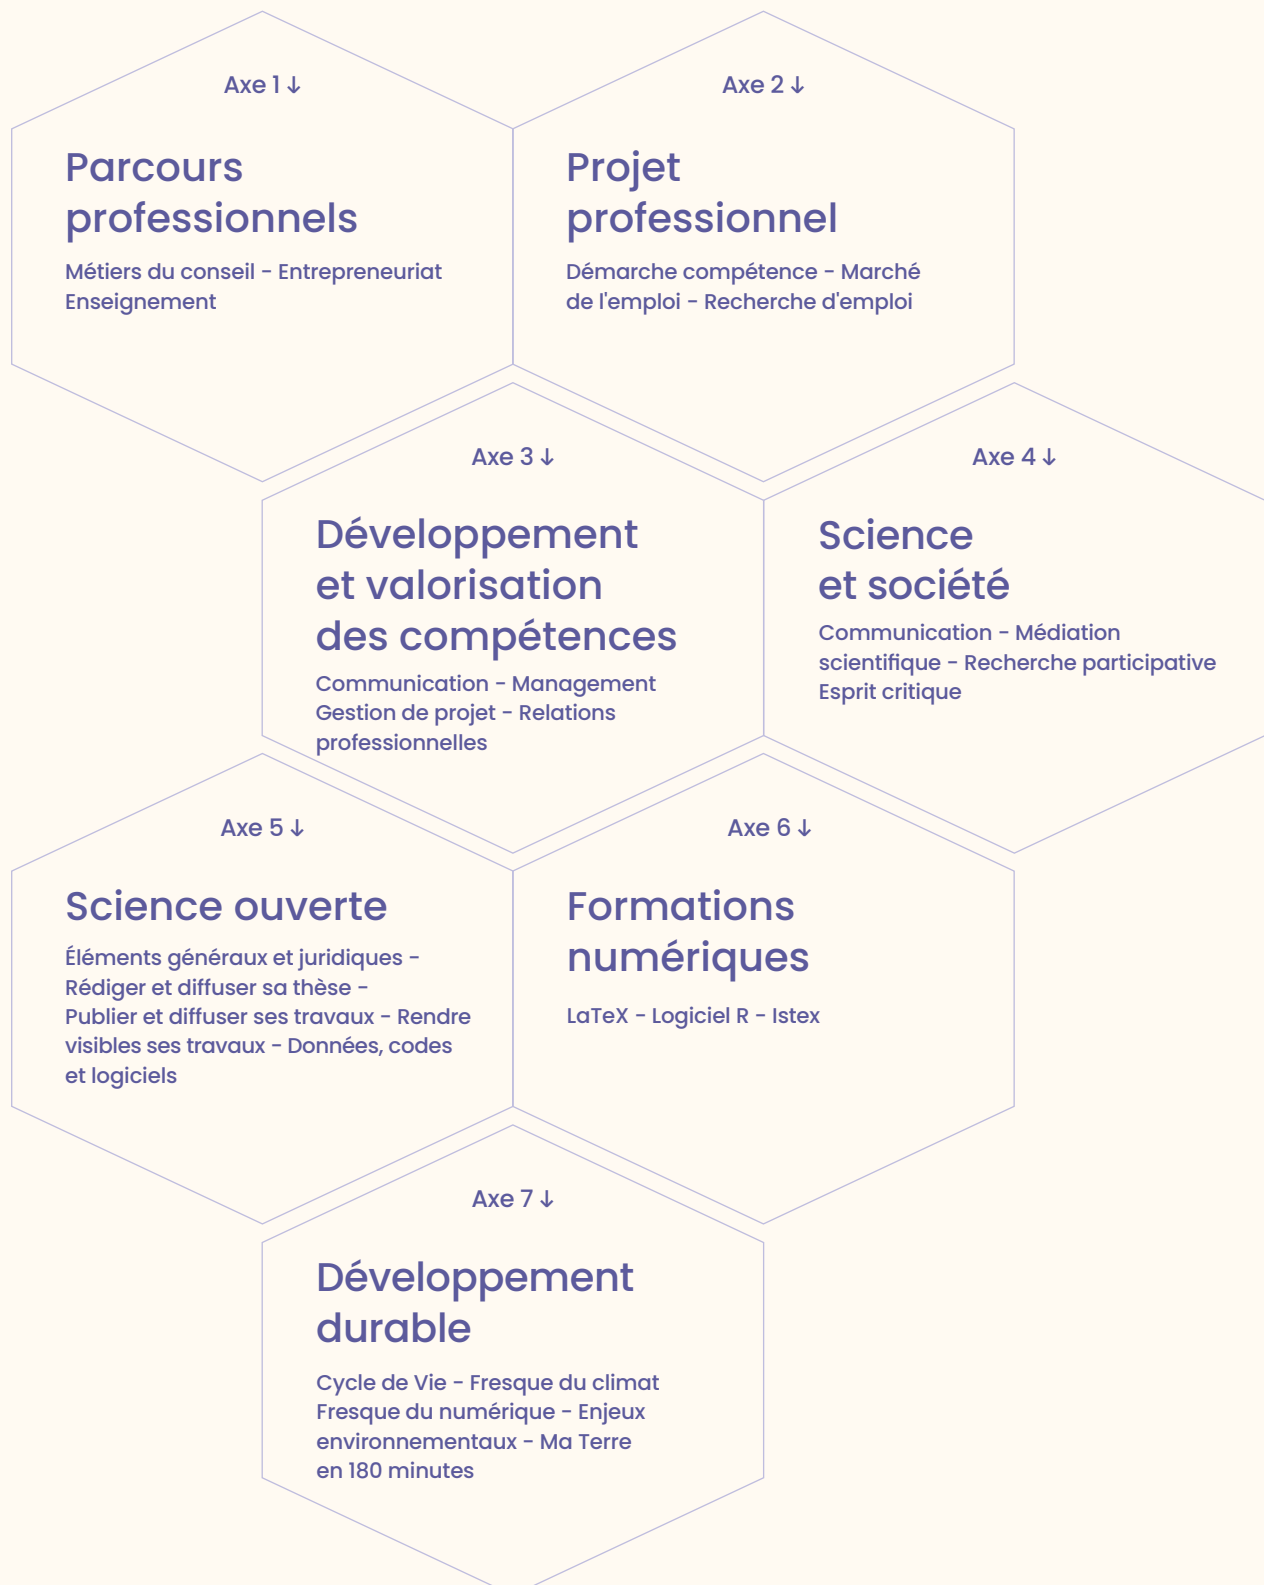 Axe 1 ↓
Parcours
professionnels
Métiers du conseil - Entrepreneuriat
Enseignement
Axe 2 ↓
Projet
professionnel
Démarche compétence - Marché
de l'emploi - Recherche d'emploi
Axe 3 ↓
Développement
et valorisation
des compétences
Communication - Management
Gestion de projet - Relations
professionnelles
Axe 4 ↓
Science
et société
Communication - Médiation
scientifique - Recherche participative
Esprit critique
Axe 5 ↓
Science ouverte
Éléments généraux et juridiques -
Rédiger et diffuser sa thèse -
Publier et diffuser ses travaux - Rendre
visibles ses travaux - Données, codes
et logiciels
Axe 6 ↓
Formations
numériques
LaTeX - Logiciel R - Istex
Axe 7 ↓
Développement
durable
Cycle de Vie - Fresque du climat
Fresque du numérique - Enjeux
environnementaux - Ma Terre
en 180 minutes